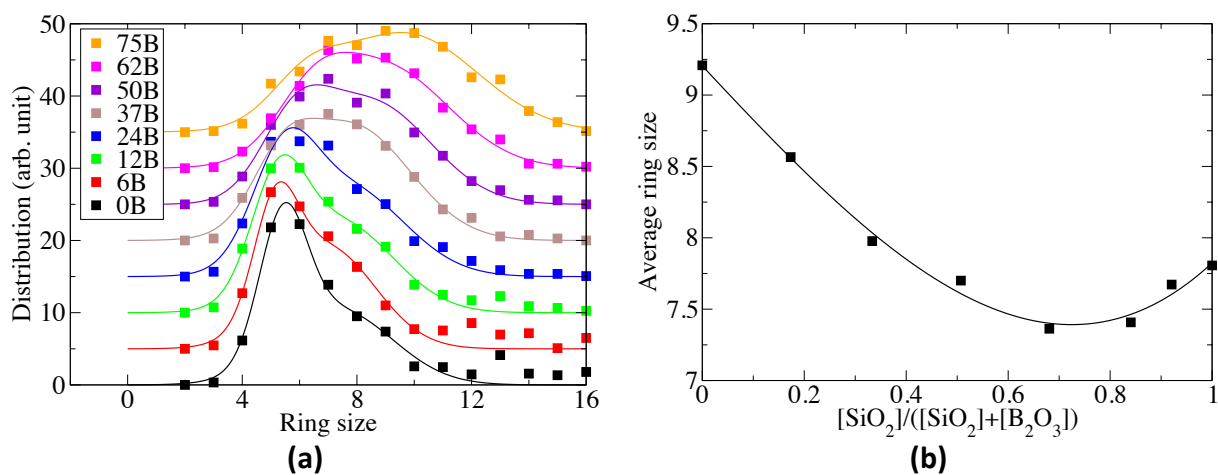 50
40
30
20
10
0
Distribution (arb. unit)
75B
62B
50B
37B
24B
12B
6B
0B
0 4 8 12 16
Ring size
(a)
9.5
9
8.5
8
7.5
7
Average ring size
0 0.2 0.4 0.6 0.8 1
[SiO₂]/([SiO₂]+[B₂O₃])
(b)